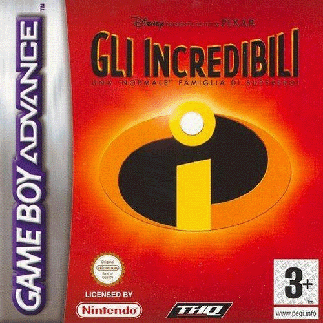 Disney PIXAR
GLI INCREDIBILI
UNA "NORMALE" FAMIGLIA DI SUPEREROI
GAME BOY ADVANCE
LICENSED BY
Nintendo
THQ
3+
www.pegi.info